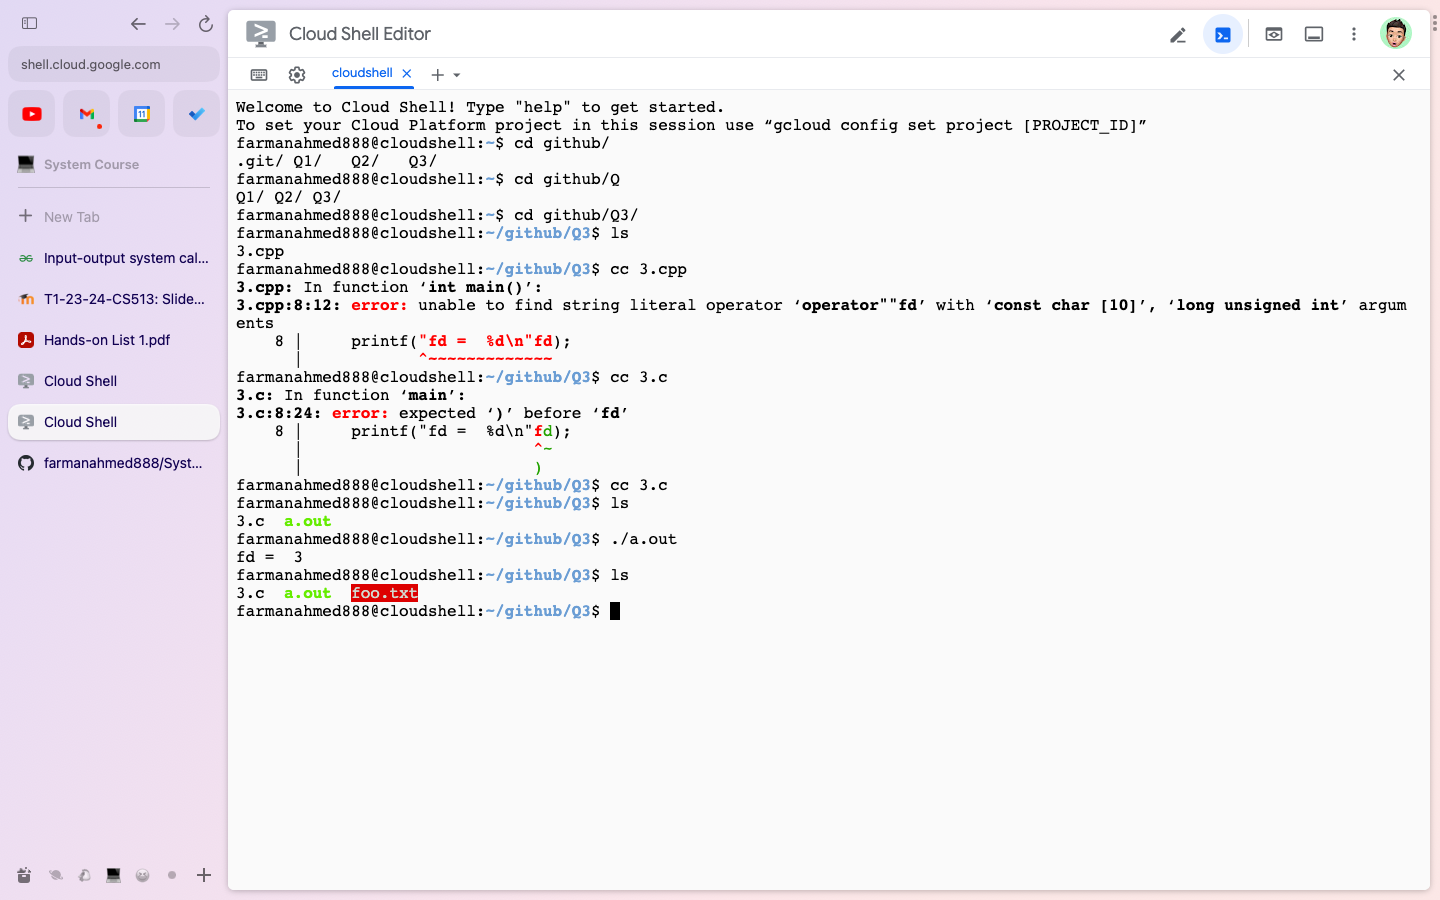 shell.cloud.google.com
11
System Course
New Tab
Input-output system cal...
T1-23-24-CS513: Slide...
Hands-on List 1.pdf
Cloud Shell
Cloud Shell
farmanahmed888/Syst...
Cloud Shell Editor
cloudshell
Welcome to Cloud Shell! Type "help" to get started.
To set your Cloud Platform project in this session use “gcloud config set project [PROJECT_ID]”
farmanahmed888@cloudshell:~$ cd github/
.git/ Q1/   Q2/   Q3/
farmanahmed888@cloudshell:~$ cd github/Q
Q1/ Q2/ Q3/
farmanahmed888@cloudshell:~$ cd github/Q3/
farmanahmed888@cloudshell:~/github/Q3$ ls
3.cpp
farmanahmed888@cloudshell:~/github/Q3$ cc 3.cpp
3.cpp: In function ‘int main()’:
3.cpp:8:12: error: unable to find string literal operator ‘operator""fd’ with ‘const char [10]’, ‘long unsigned int’ argum
ents
    8 |     printf("fd =  %d\n"fd);
      |            ^~~~~~~~~~~~~~
farmanahmed888@cloudshell:~/github/Q3$ cc 3.c
3.c: In function ‘main’:
3.c:8:24: error: expected ‘)’ before ‘fd’
    8 |     printf("fd =  %d\n"fd);
      |                        ^~
      |                        )
farmanahmed888@cloudshell:~/github/Q3$ cc 3.c
farmanahmed888@cloudshell:~/github/Q3$ ls
3.c  a.out
farmanahmed888@cloudshell:~/github/Q3$ ./a.out
fd =  3
farmanahmed888@cloudshell:~/github/Q3$ ls
3.c  a.out  foo.txt
farmanahmed888@cloudshell:~/github/Q3$